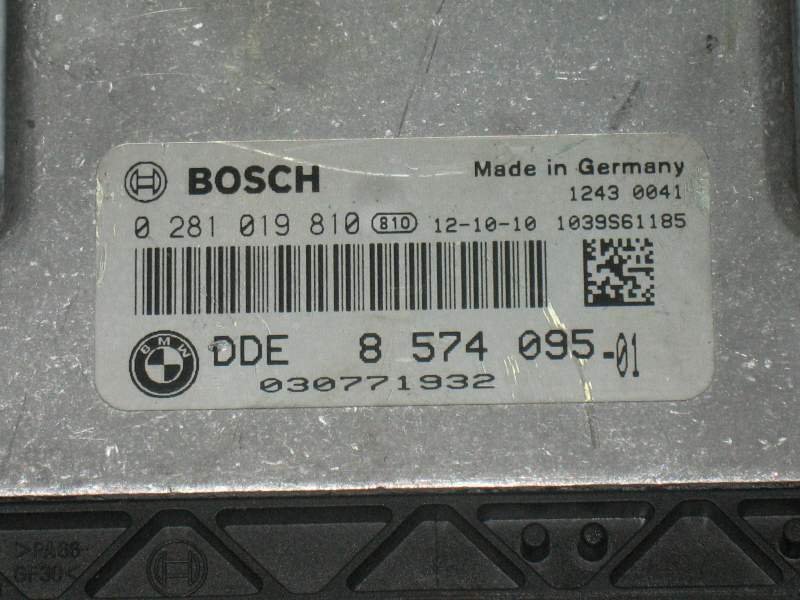 BOSCH
Made in Germany
1243 0041
0 281 019 810 810 12-10-10 1039S61185
BMW
DDE 8 574 095-01
030771932
>PA66-
GF30<